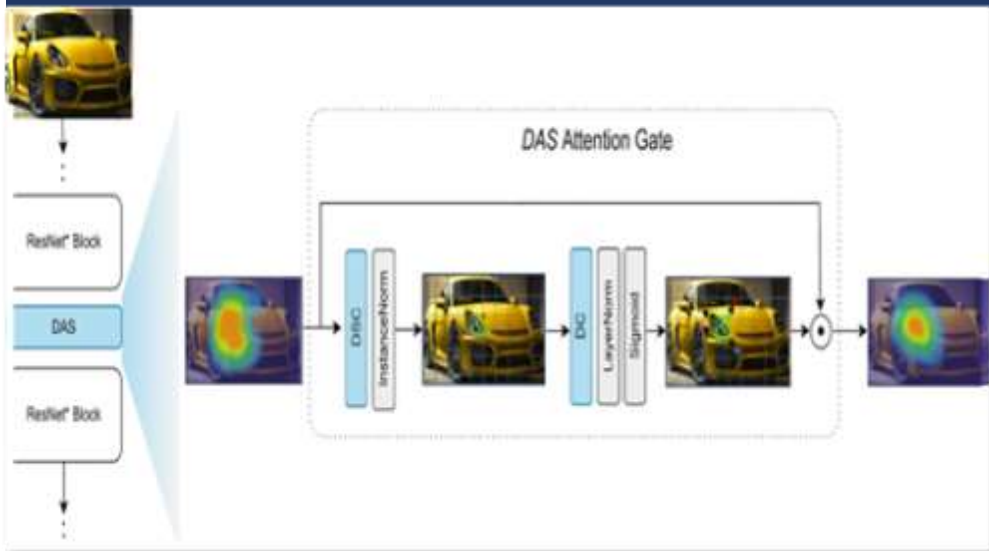 ResNet* Block
DAS
ResNet* Block
DAS Attention Gate
DSC
InstanceNorm
DC
LayerNorm
Sigmoid